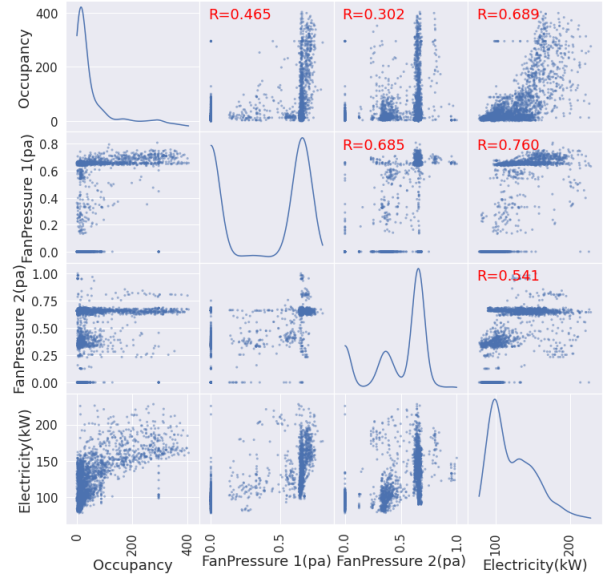 R=0.465
R=0.302
R=0.689
400
200
0
Occupancy
R=0.685
R=0.760
0.8
0.6
0.4
0.2
0.0
FanPressure 1(pa)
R=0.541
1.00
0.75
0.50
0.25
0.00
FanPressure 2(pa)
200
150
100
Electricity(kW)
0
200
400
0.0
0.5
0.0
0.5
1.0
100
200
Occupancy
FanPressure 1(pa)
FanPressure 2(pa)
Electricity(kW)